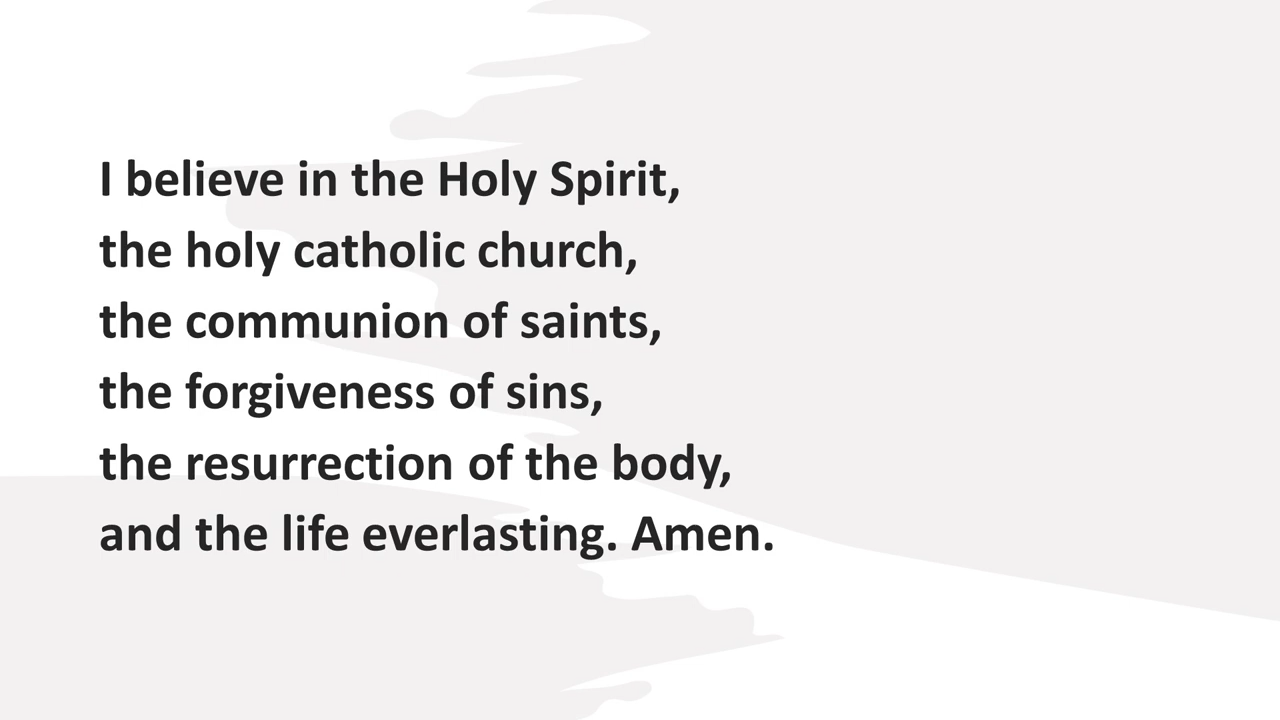 I believe in the Holy Spirit,
the holy catholic church,
the communion of saints,
the forgiveness of sins,
the resurrection of the body,
and the life everlasting. Amen.